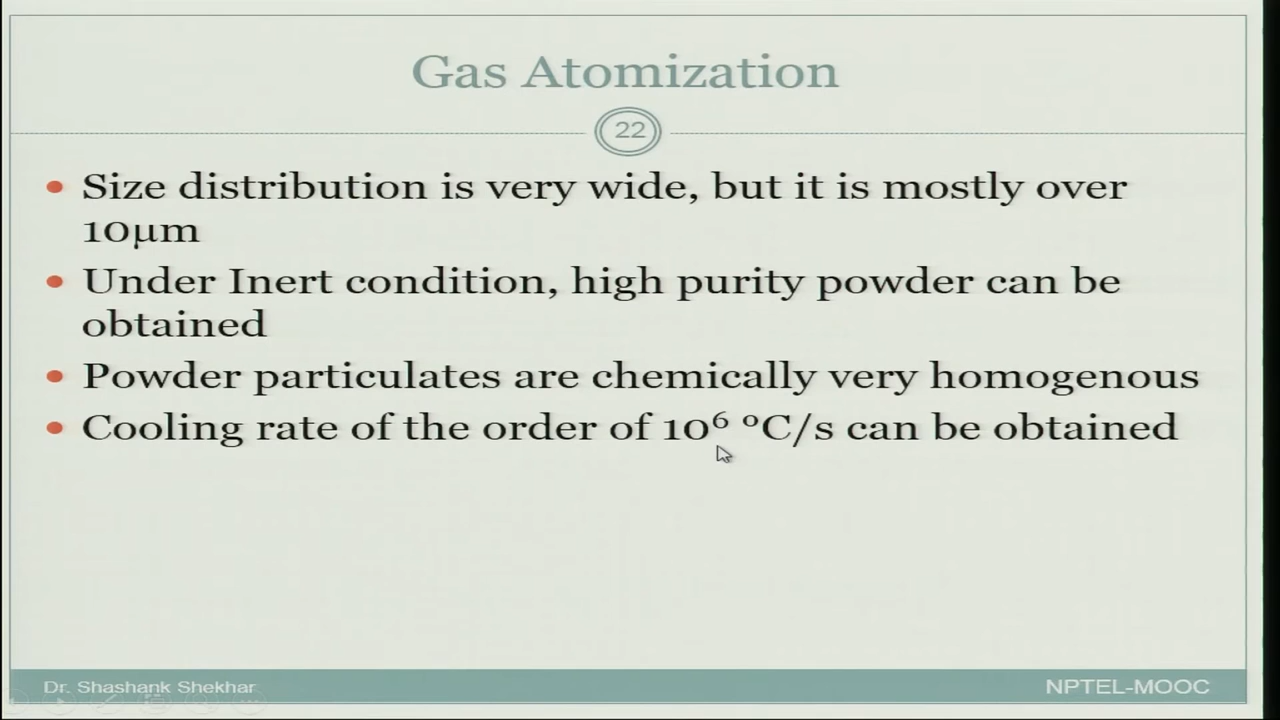 Gas Atomization
22
• Size distribution is very wide, but it is mostly over
10μm
• Under Inert condition, high purity powder can be
obtained
• Powder particulates are chemically very homogenous
• Cooling rate of the order of 10⁶ ºC/s can be obtained
Dr. Shashank Shekhar
NPTEL-MOOC